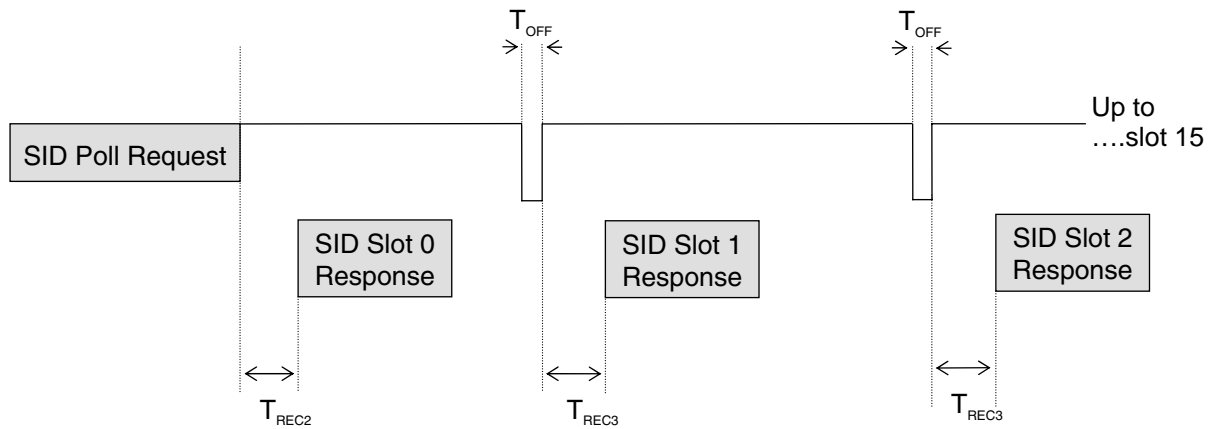 T_OFF
T_OFF
Up to
….slot 15
SID Poll Request
SID Slot 0
Response
SID Slot 1
Response
SID Slot 2
Response
T_REC2
T_REC3
T_REC3